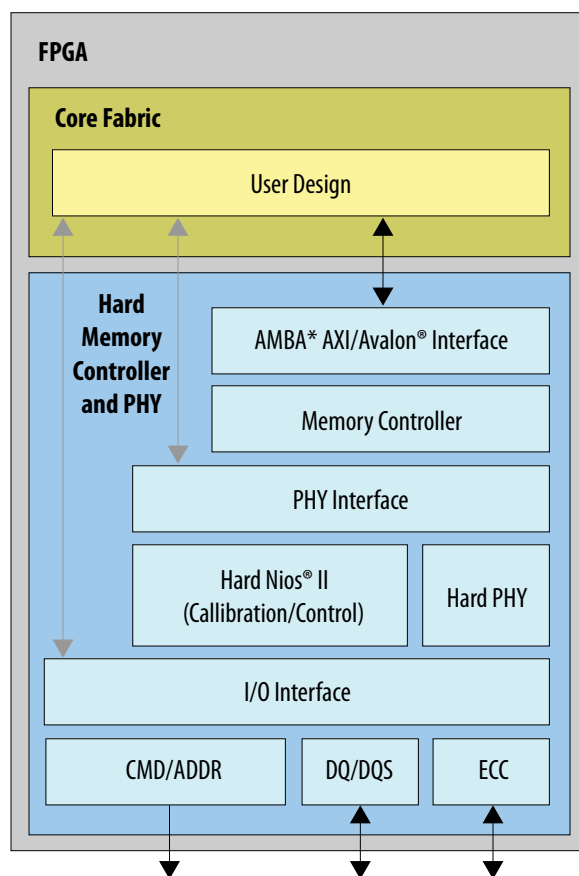 FPGA
Core Fabric
User Design
Hard
Memory
Controller
and PHY
AMBA* AXI/Avalon® Interface
Memory Controller
PHY Interface
Hard Nios® II
(Callibration/Control)
Hard PHY
I/O Interface
CMD/ADDR
DQ/DQS
ECC